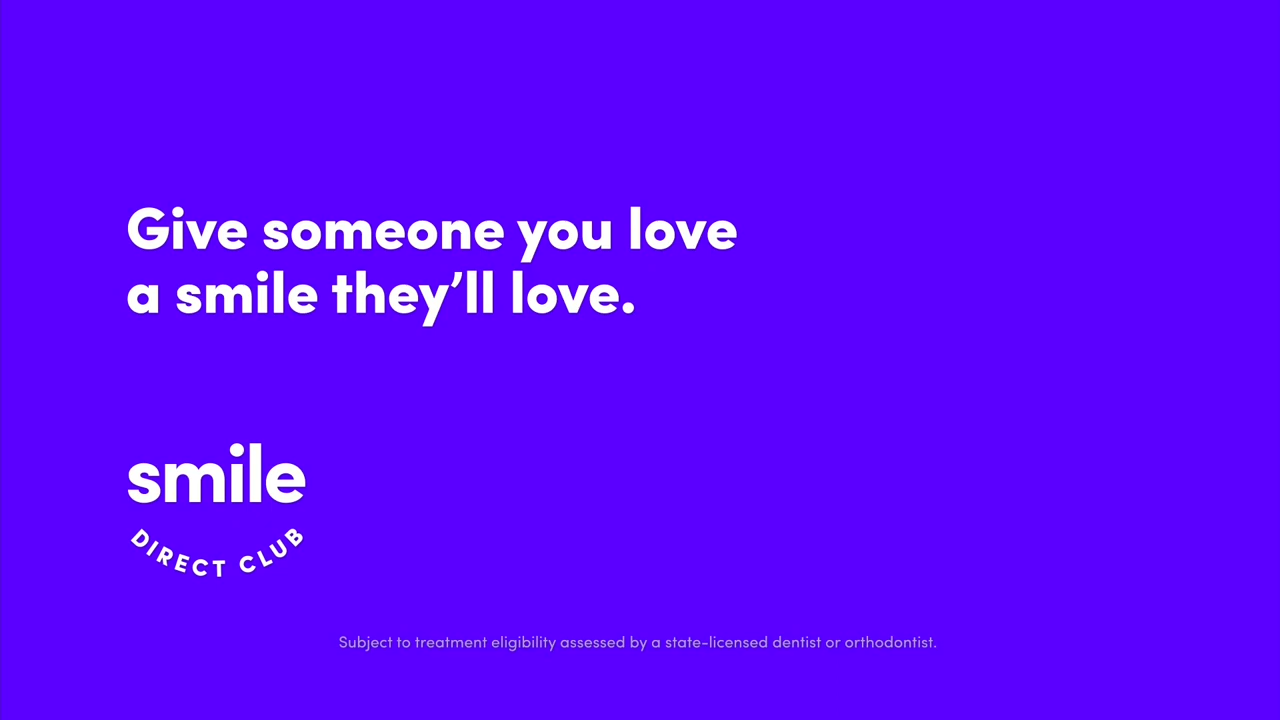 Give someone you love
a smile they’ll love.
smile
DIRECT CLUB
Subject to treatment eligibility assessed by a state-licensed dentist or orthodontist.